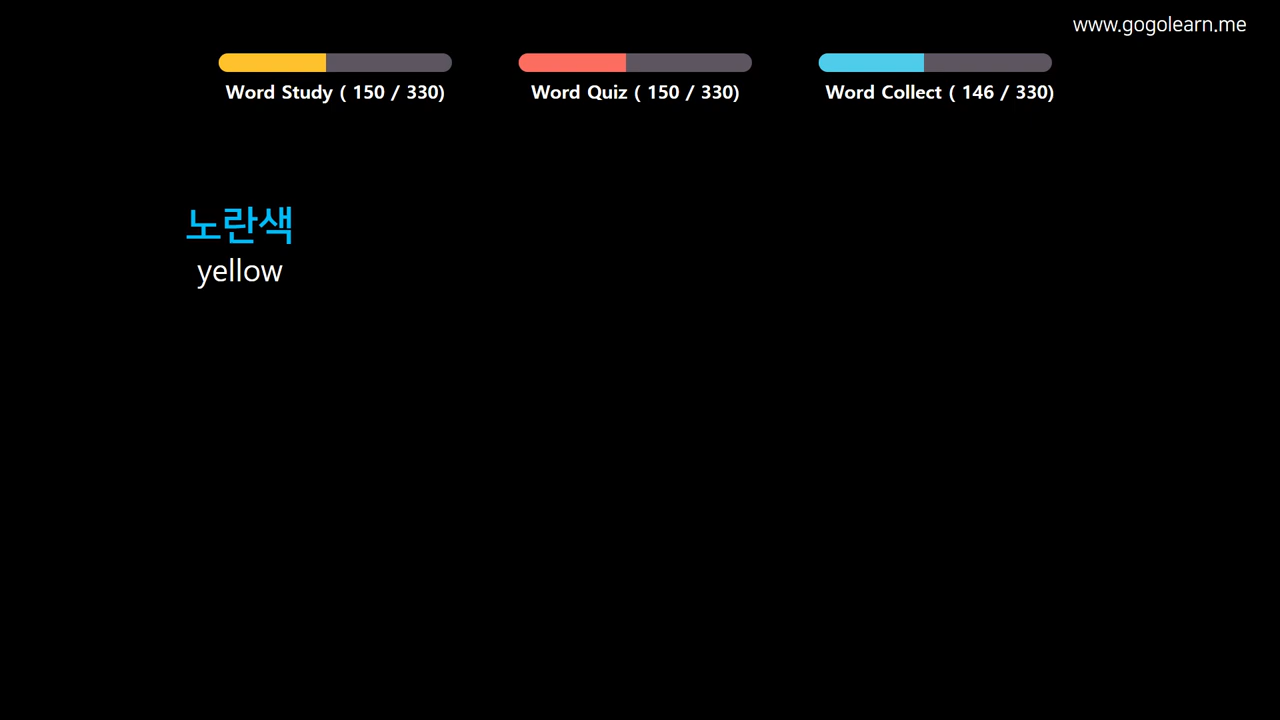 www.gogolearn.me
Word Study ( 150 / 330)
Word Quiz ( 150 / 330)
Word Collect ( 146 / 330)
노란색
yellow